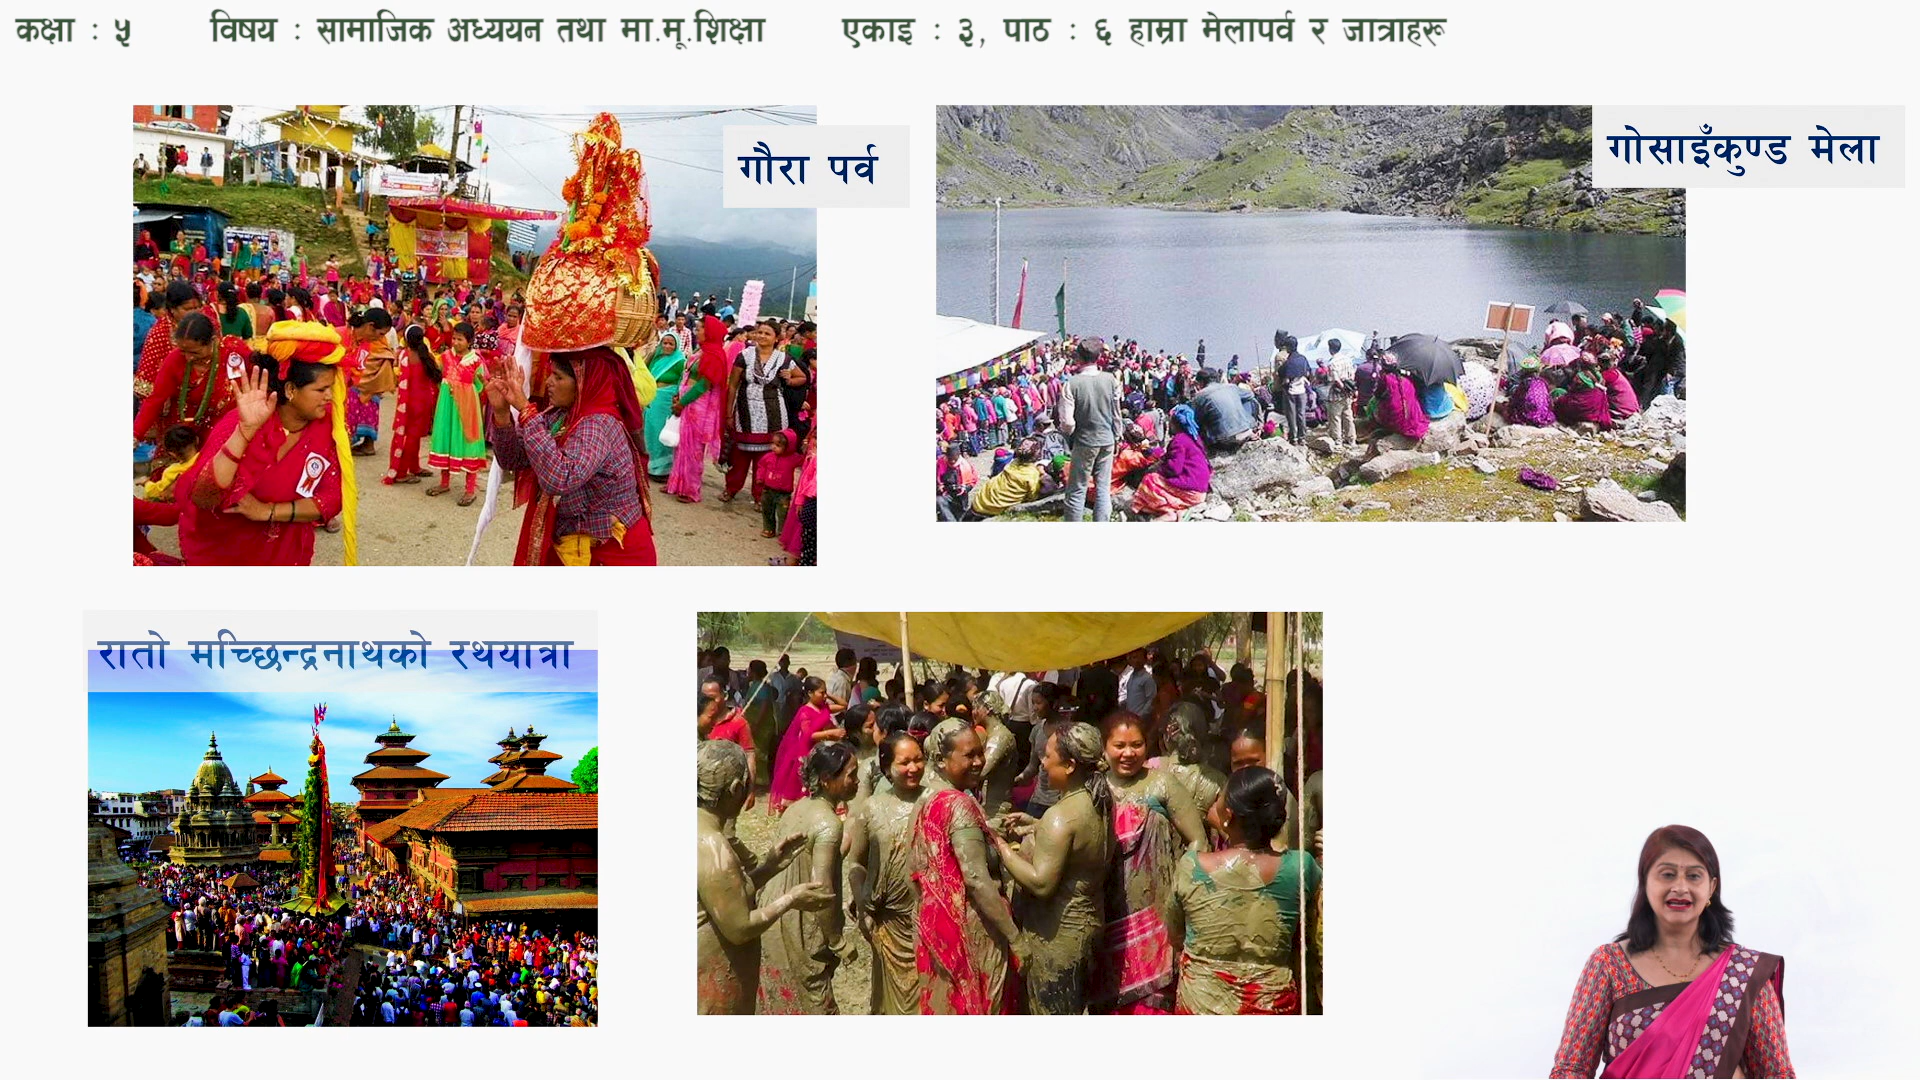 कक्षा : ५ विषय : सामाजिक अध्ययन तथा मा.मू.शिक्षा एकाइ : ३, पाठ : ६ हाम्रा मेलापर्व र जात्राहरू
गौरा पर्व
गोसाइँकुण्ड मेला
रातो मच्छिन्द्रनाथको रथयात्रा